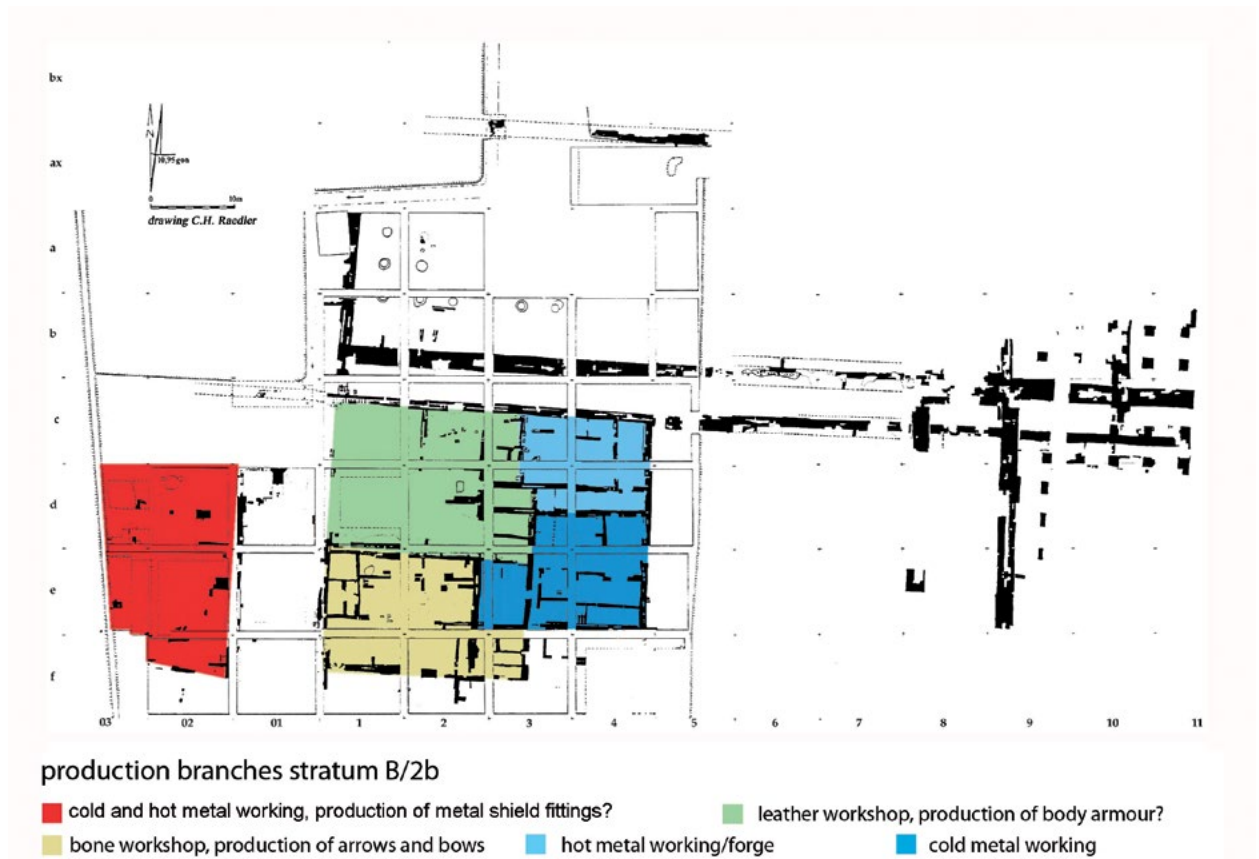 bx
N
ax
10,95 gon
0 10m
drawing C.H. Raedler
a
b
c
d
e
f
03 02 01 1 2 3 4 5 6 7 8 9 10 11
production branches stratum B/2b
cold and hot metal working, production of metal shield fittings? leather workshop, production of body armour?
bone workshop, production of arrows and bows hot metal working/forge cold metal working